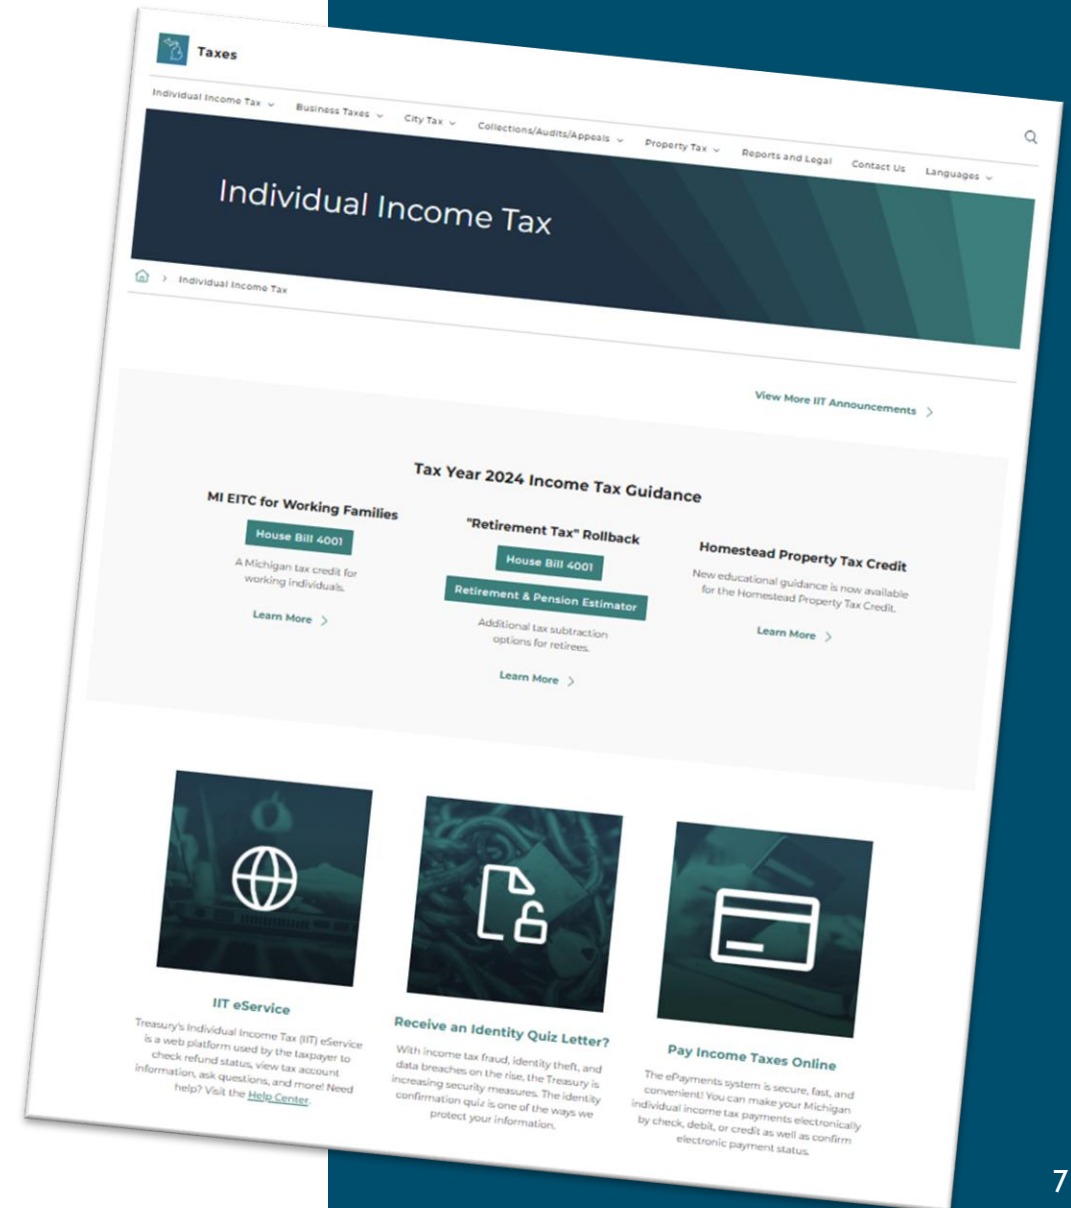 Taxes
Individual Income Tax Business Taxes City Tax Collections/Audits/Appeals Property Tax Reports and Legal Contact Us Languages
Individual Income Tax
Individual Income Tax
View More IIT Announcements
Tax Year 2024 Income Tax Guidance
MI EITC for Working Families
House Bill 4001
A Michigan tax credit for
working individuals.
Learn More
"Retirement Tax" Rollback
House Bill 4001
Retirement & Pension Estimator
Additional tax subtraction
options for retirees.
Learn More
Homestead Property Tax Credit
New educational guidance is now available
for the Homestead Property Tax Credit.
Learn More
IIT eService
Treasury's Individual Income Tax (IIT) eService
is a web platform used by the taxpayer to
check refund status, view tax account
information, ask questions, and more! Need
help? Visit the Help Center.
Receive an Identity Quiz Letter?
With income tax fraud, identity theft, and
data breaches on the rise, the Treasury is
increasing security measures. The identity
confirmation quiz is one of the ways we
protect your information.
Pay Income Taxes Online
The ePayments system is secure, fast, and
convenient! You can make your Michigan
individual income tax payments electronically
by check, debit, or credit as well as confirm
electronic payment status.
7